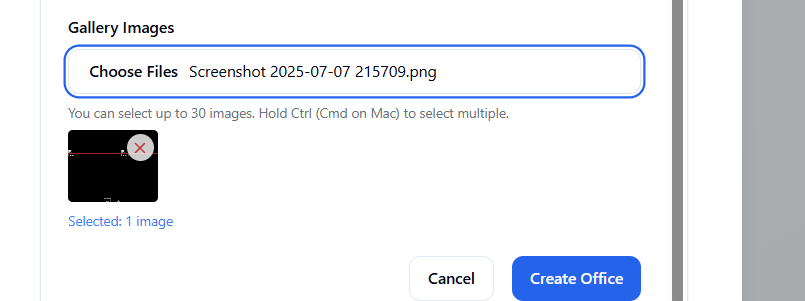 Gallery Images
Choose Files Screenshot 2025-07-07 215709.png
You can select up to 30 images. Hold Ctrl (Cmd on Mac) to select multiple.
Selected: 1 image
Cancel Create Office